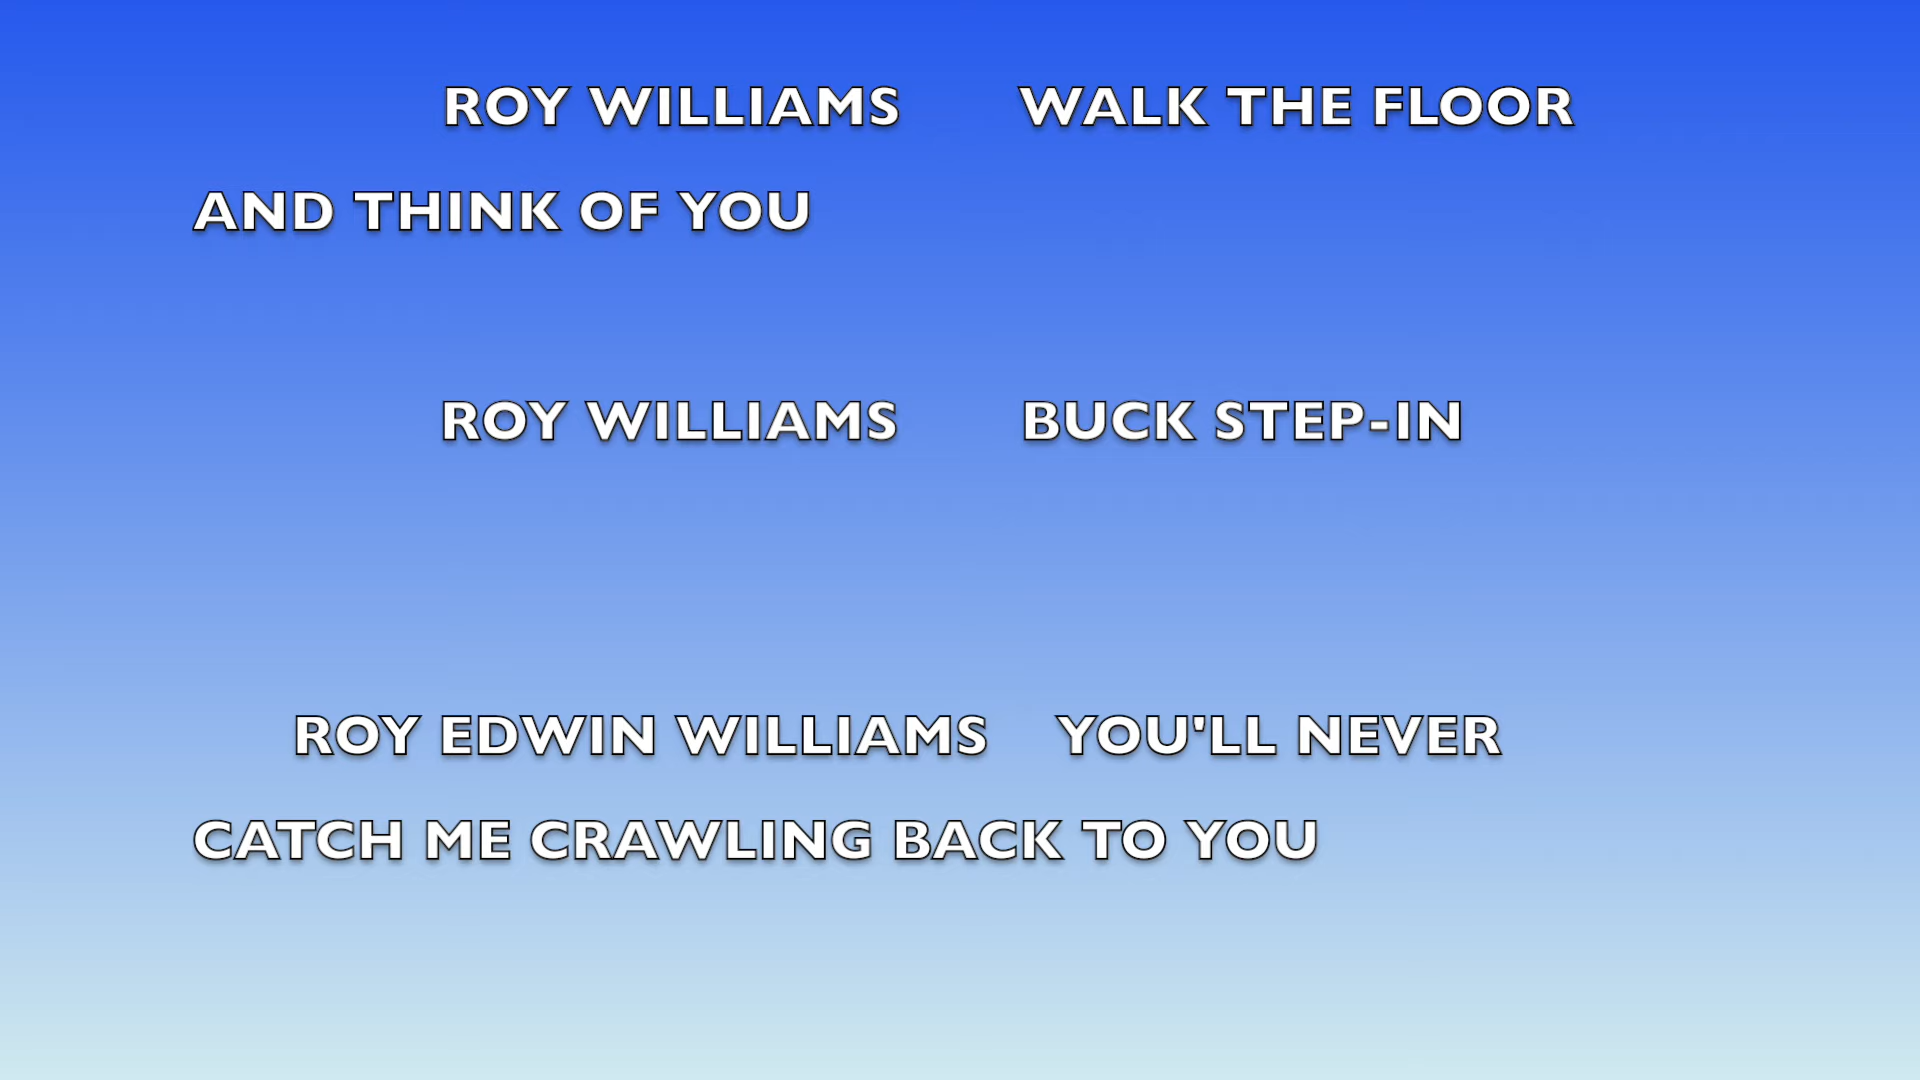 ROY WILLIAMS WALK THE FLOOR
AND THINK OF YOU
ROY WILLIAMS BUCK STEP-IN
ROY EDWIN WILLIAMS YOU'LL NEVER
CATCH ME CRAWLING BACK TO YOU